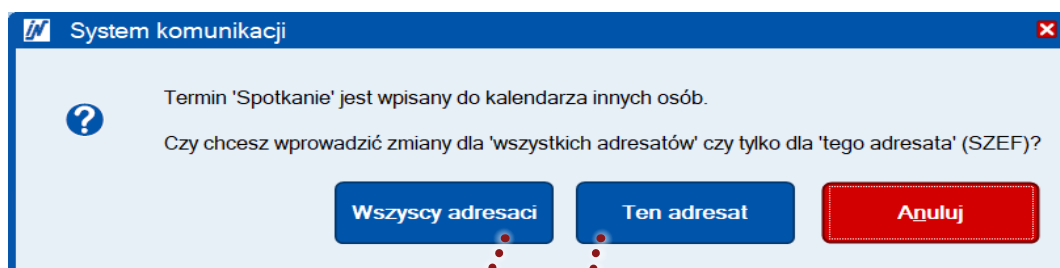 System komunikacji
Termin 'Spotkanie' jest wpisany do kalendarza innych osób.
Czy chcesz wprowadzić zmiany dla 'wszystkich adresatów' czy tylko dla 'tego adresata' (SZEF)?
Wszyscy adresaci
Ten adresat
Anuluj